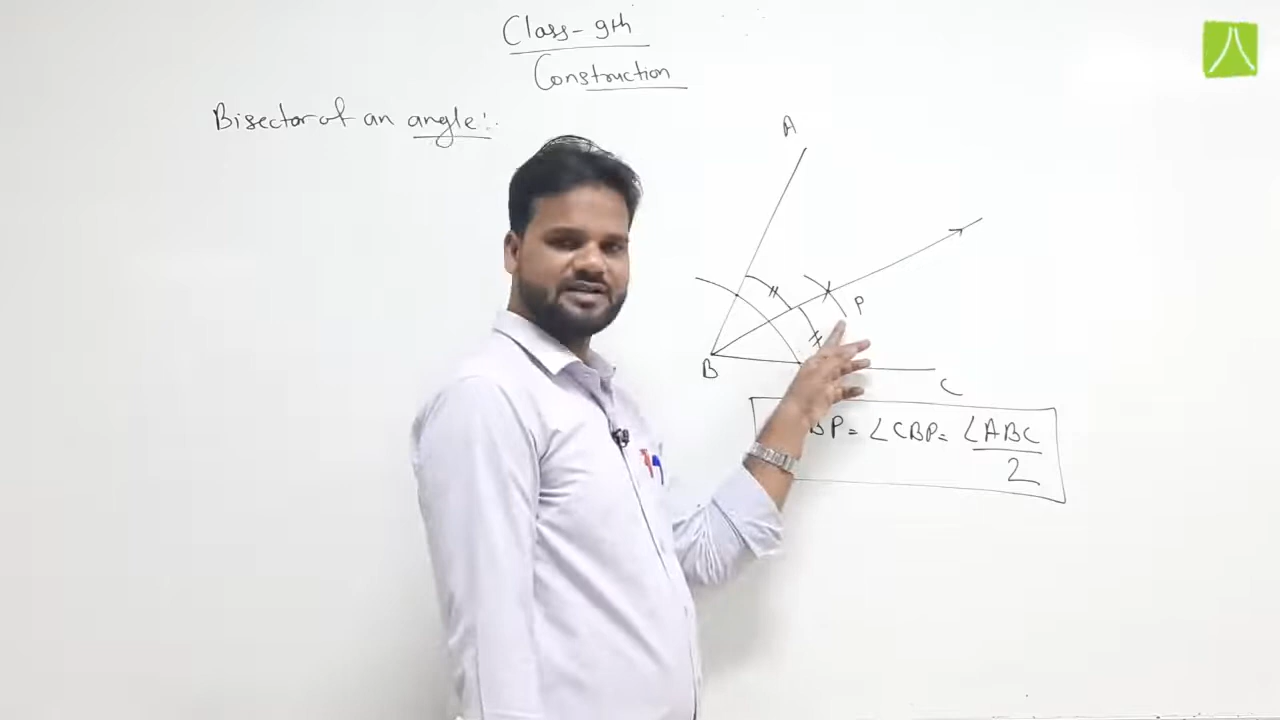 Class-9th
Construction
Bisector of an angle:-
A
P
B
C
BP = ∠CBP = ∠ABC
2